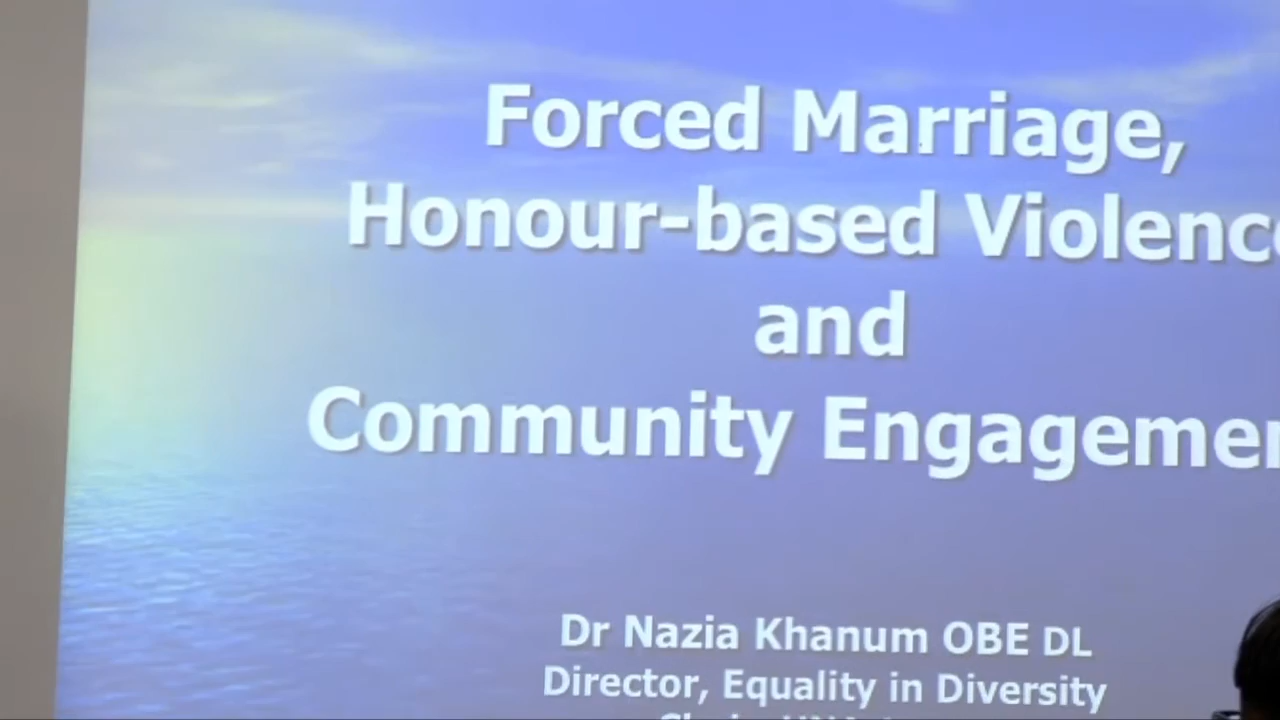 Forced Marriage,
Honour-based Violenc
and
Community Engagemen
Dr Nazia Khanum OBE DL
Director, Equality in Diversity